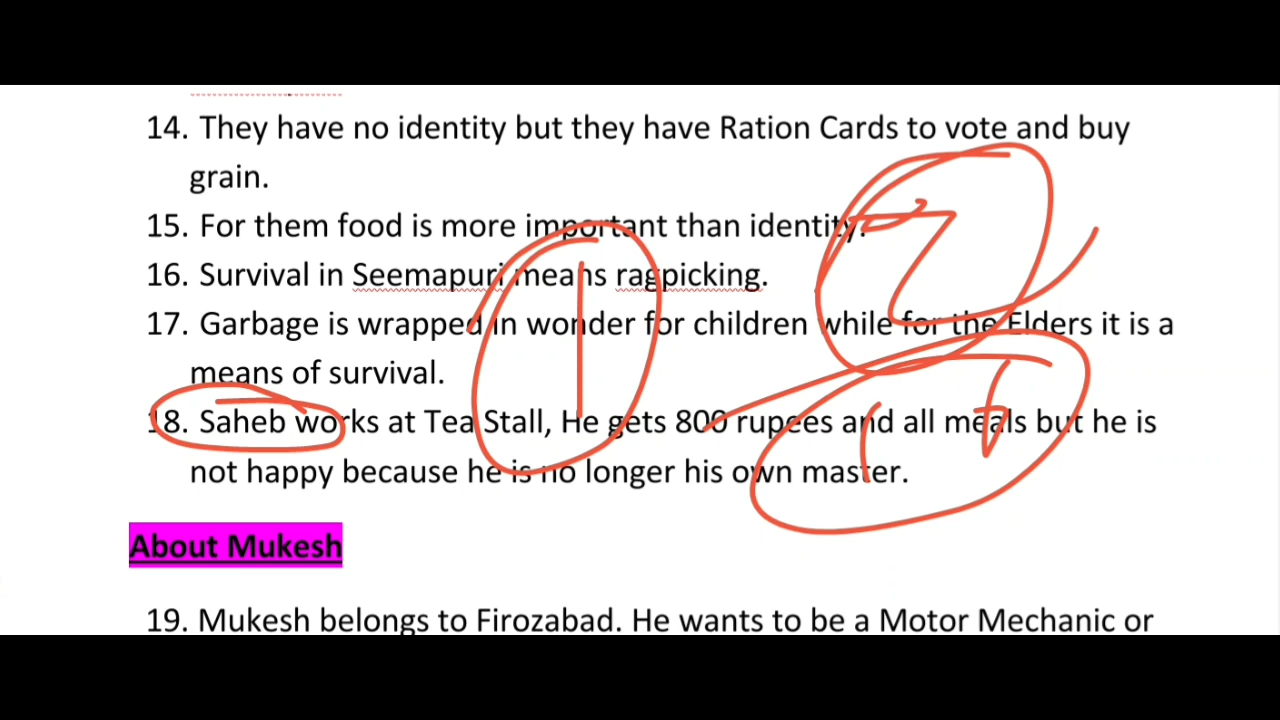 14. They have no identity but they have Ration Cards to vote and buy
grain.
15. For them food is more important than identity.
16. Survival in Seemapuri means ragpicking.
17. Garbage is wrapped in wonder for children while for the Elders it is a
means of survival.
18. Saheb works at Tea Stall, He gets 800 rupees and all meals but he is
not happy because he is no longer his own master.
About Mukesh
19. Mukesh belongs to Firozabad. He wants to be a Motor Mechanic or